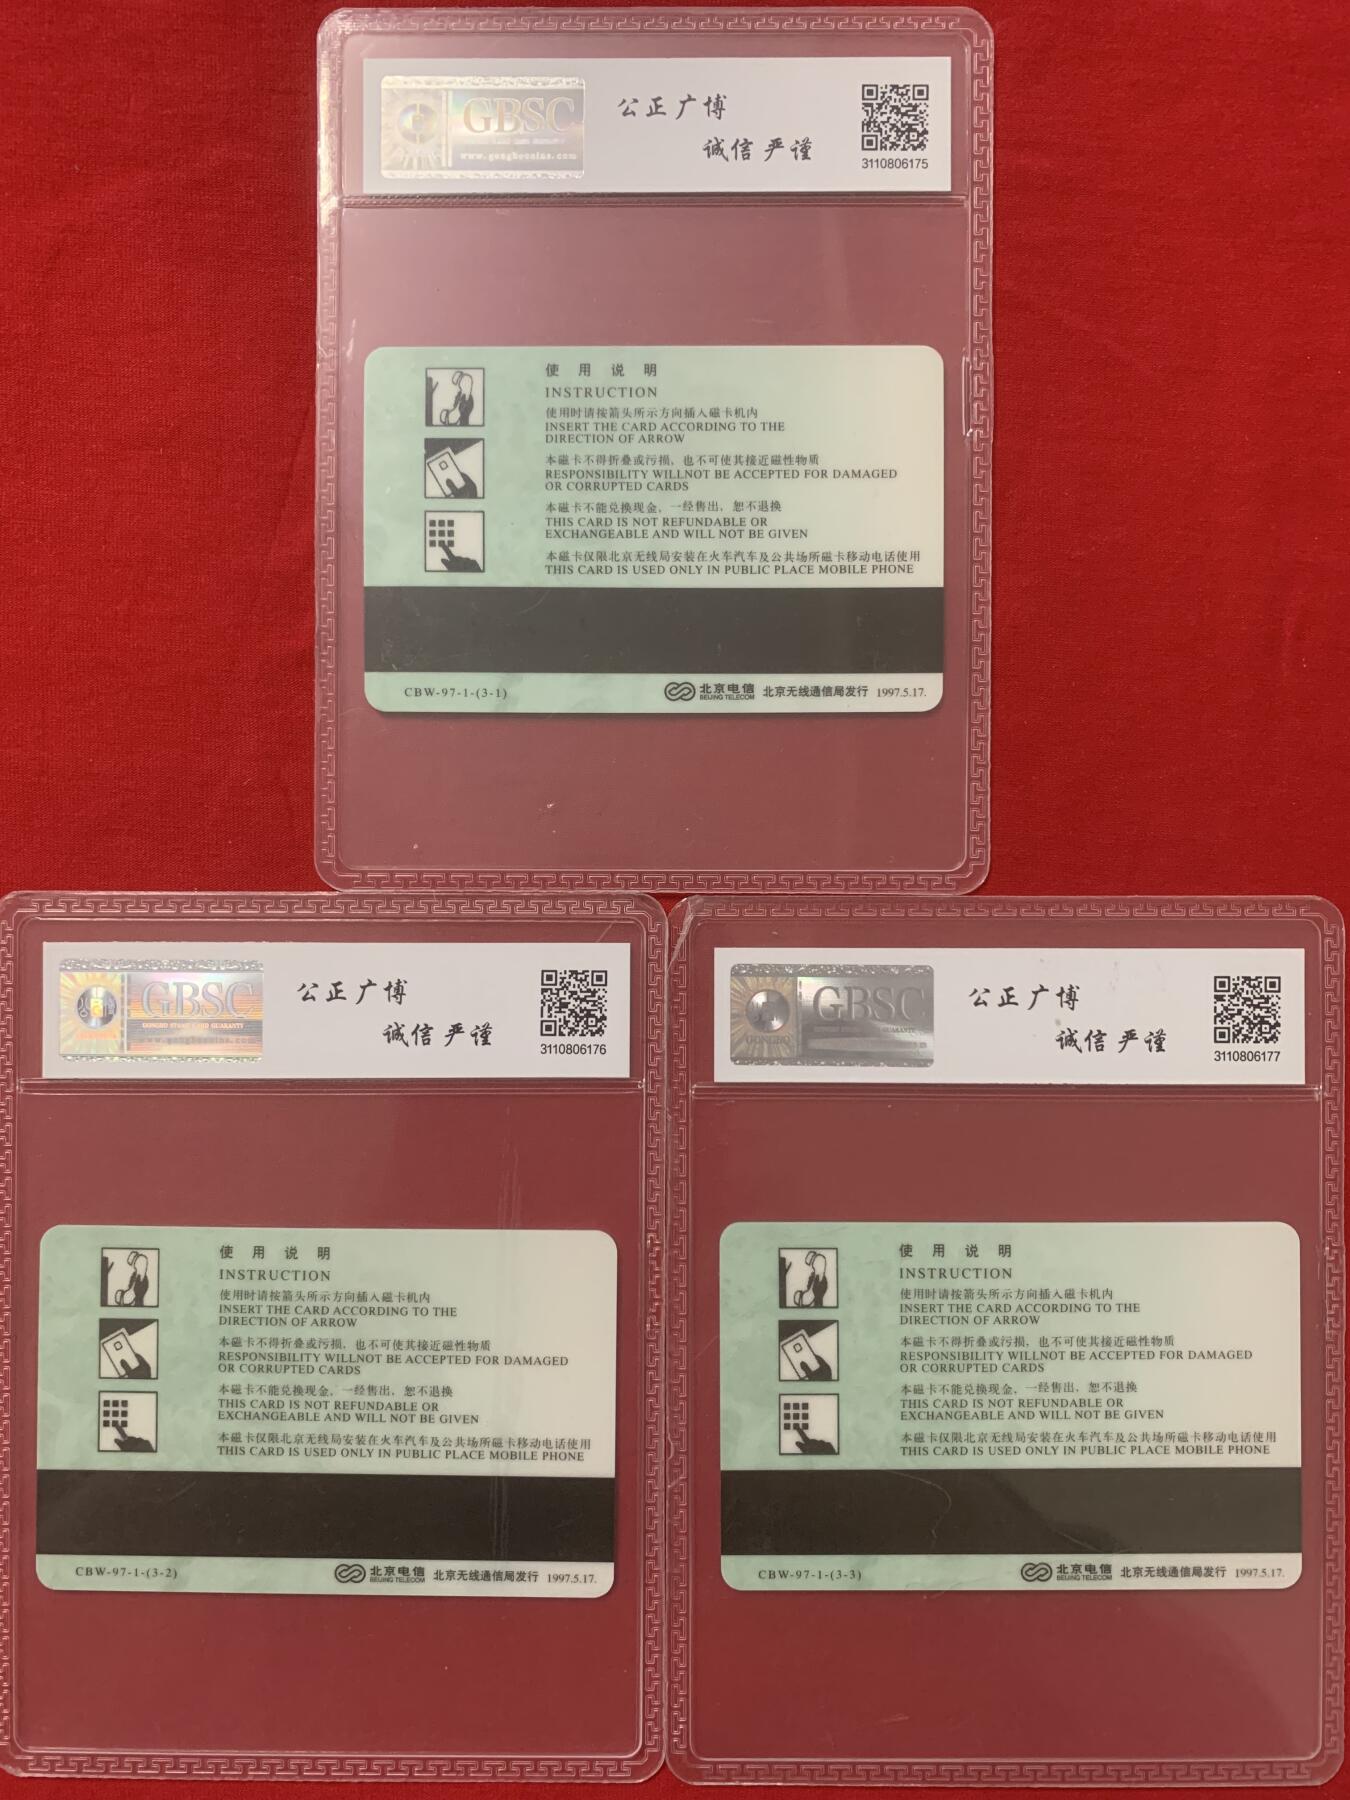 GBSC
www.gongbocoins.com
公正广博
诚信严谨
3110806175
使用说明
INSTRUCTION
使用时请按箭头所示方向插入磁卡机内
INSERT THE CARD ACCORDING TO THE
DIRECTION OF ARROW
本磁卡不得折叠或污损，也不可使其接近磁性物质
RESPONSIBILITY WILLNOT BE ACCEPTED FOR DAMAGED
OR CORRUPTED CARDS
本磁卡不能兑换现金，一经售出，恕不退换
THIS CARD IS NOT REFUNDABLE OR
EXCHANGEABLE AND WILL NOT BE GIVEN
本磁卡仅限北京无线局安装在火车汽车及公共场所磁卡移动电话使用
THIS CARD IS USED ONLY IN PUBLIC PLACE MOBILE PHONE
CBW-97-1-(3-1)
北京电信
BEIJING TELECOM
北京无线通信局发行 1997.5.17.
GBSC
GONGBO STAMP CARD GUARANTY
www.gongbocoins.com
公正广博
诚信严谨
3110806176
使用说明
INSTRUCTION
使用时请按箭头所示方向插入磁卡机内
INSERT THE CARD ACCORDING TO THE
DIRECTION OF ARROW
本磁卡不得折叠或污损，也不可使其接近磁性物质
RESPONSIBILITY WILLNOT BE ACCEPTED FOR DAMAGED
OR CORRUPTED CARDS
本磁卡不能兑换现金，一经售出，恕不退换
THIS CARD IS NOT REFUNDABLE OR
EXCHANGEABLE AND WILL NOT BE GIVEN
本磁卡仅限北京无线局安装在火车汽车及公共场所磁卡移动电话使用
THIS CARD IS USED ONLY IN PUBLIC PLACE MOBILE PHONE
CBW-97-1-(3-2)
北京电信
BEIJING TELECOM
北京无线通信局发行 1997.5.17.
GBSC
GONGBO
公正广博
诚信严谨
3110806177
使用说明
INSTRUCTION
使用时请按箭头所示方向插入磁卡机内
INSERT THE CARD ACCORDING TO THE
DIRECTION OF ARROW
本磁卡不得折叠或污损，也不可使其接近磁性物质
RESPONSIBILITY WILLNOT BE ACCEPTED FOR DAMAGED
OR CORRUPTED CARDS
本磁卡不能兑换现金，一经售出，恕不退换
THIS CARD IS NOT REFUNDABLE OR
EXCHANGEABLE AND WILL NOT BE GIVEN
本磁卡仅限北京无线局安装在火车汽车及公共场所磁卡移动电话使用
THIS CARD IS USED ONLY IN PUBLIC PLACE MOBILE PHONE
CBW-97-1-(3-3)
北京电信
BEIJING TELECOM
北京无线通信局发行 1997.5.17.